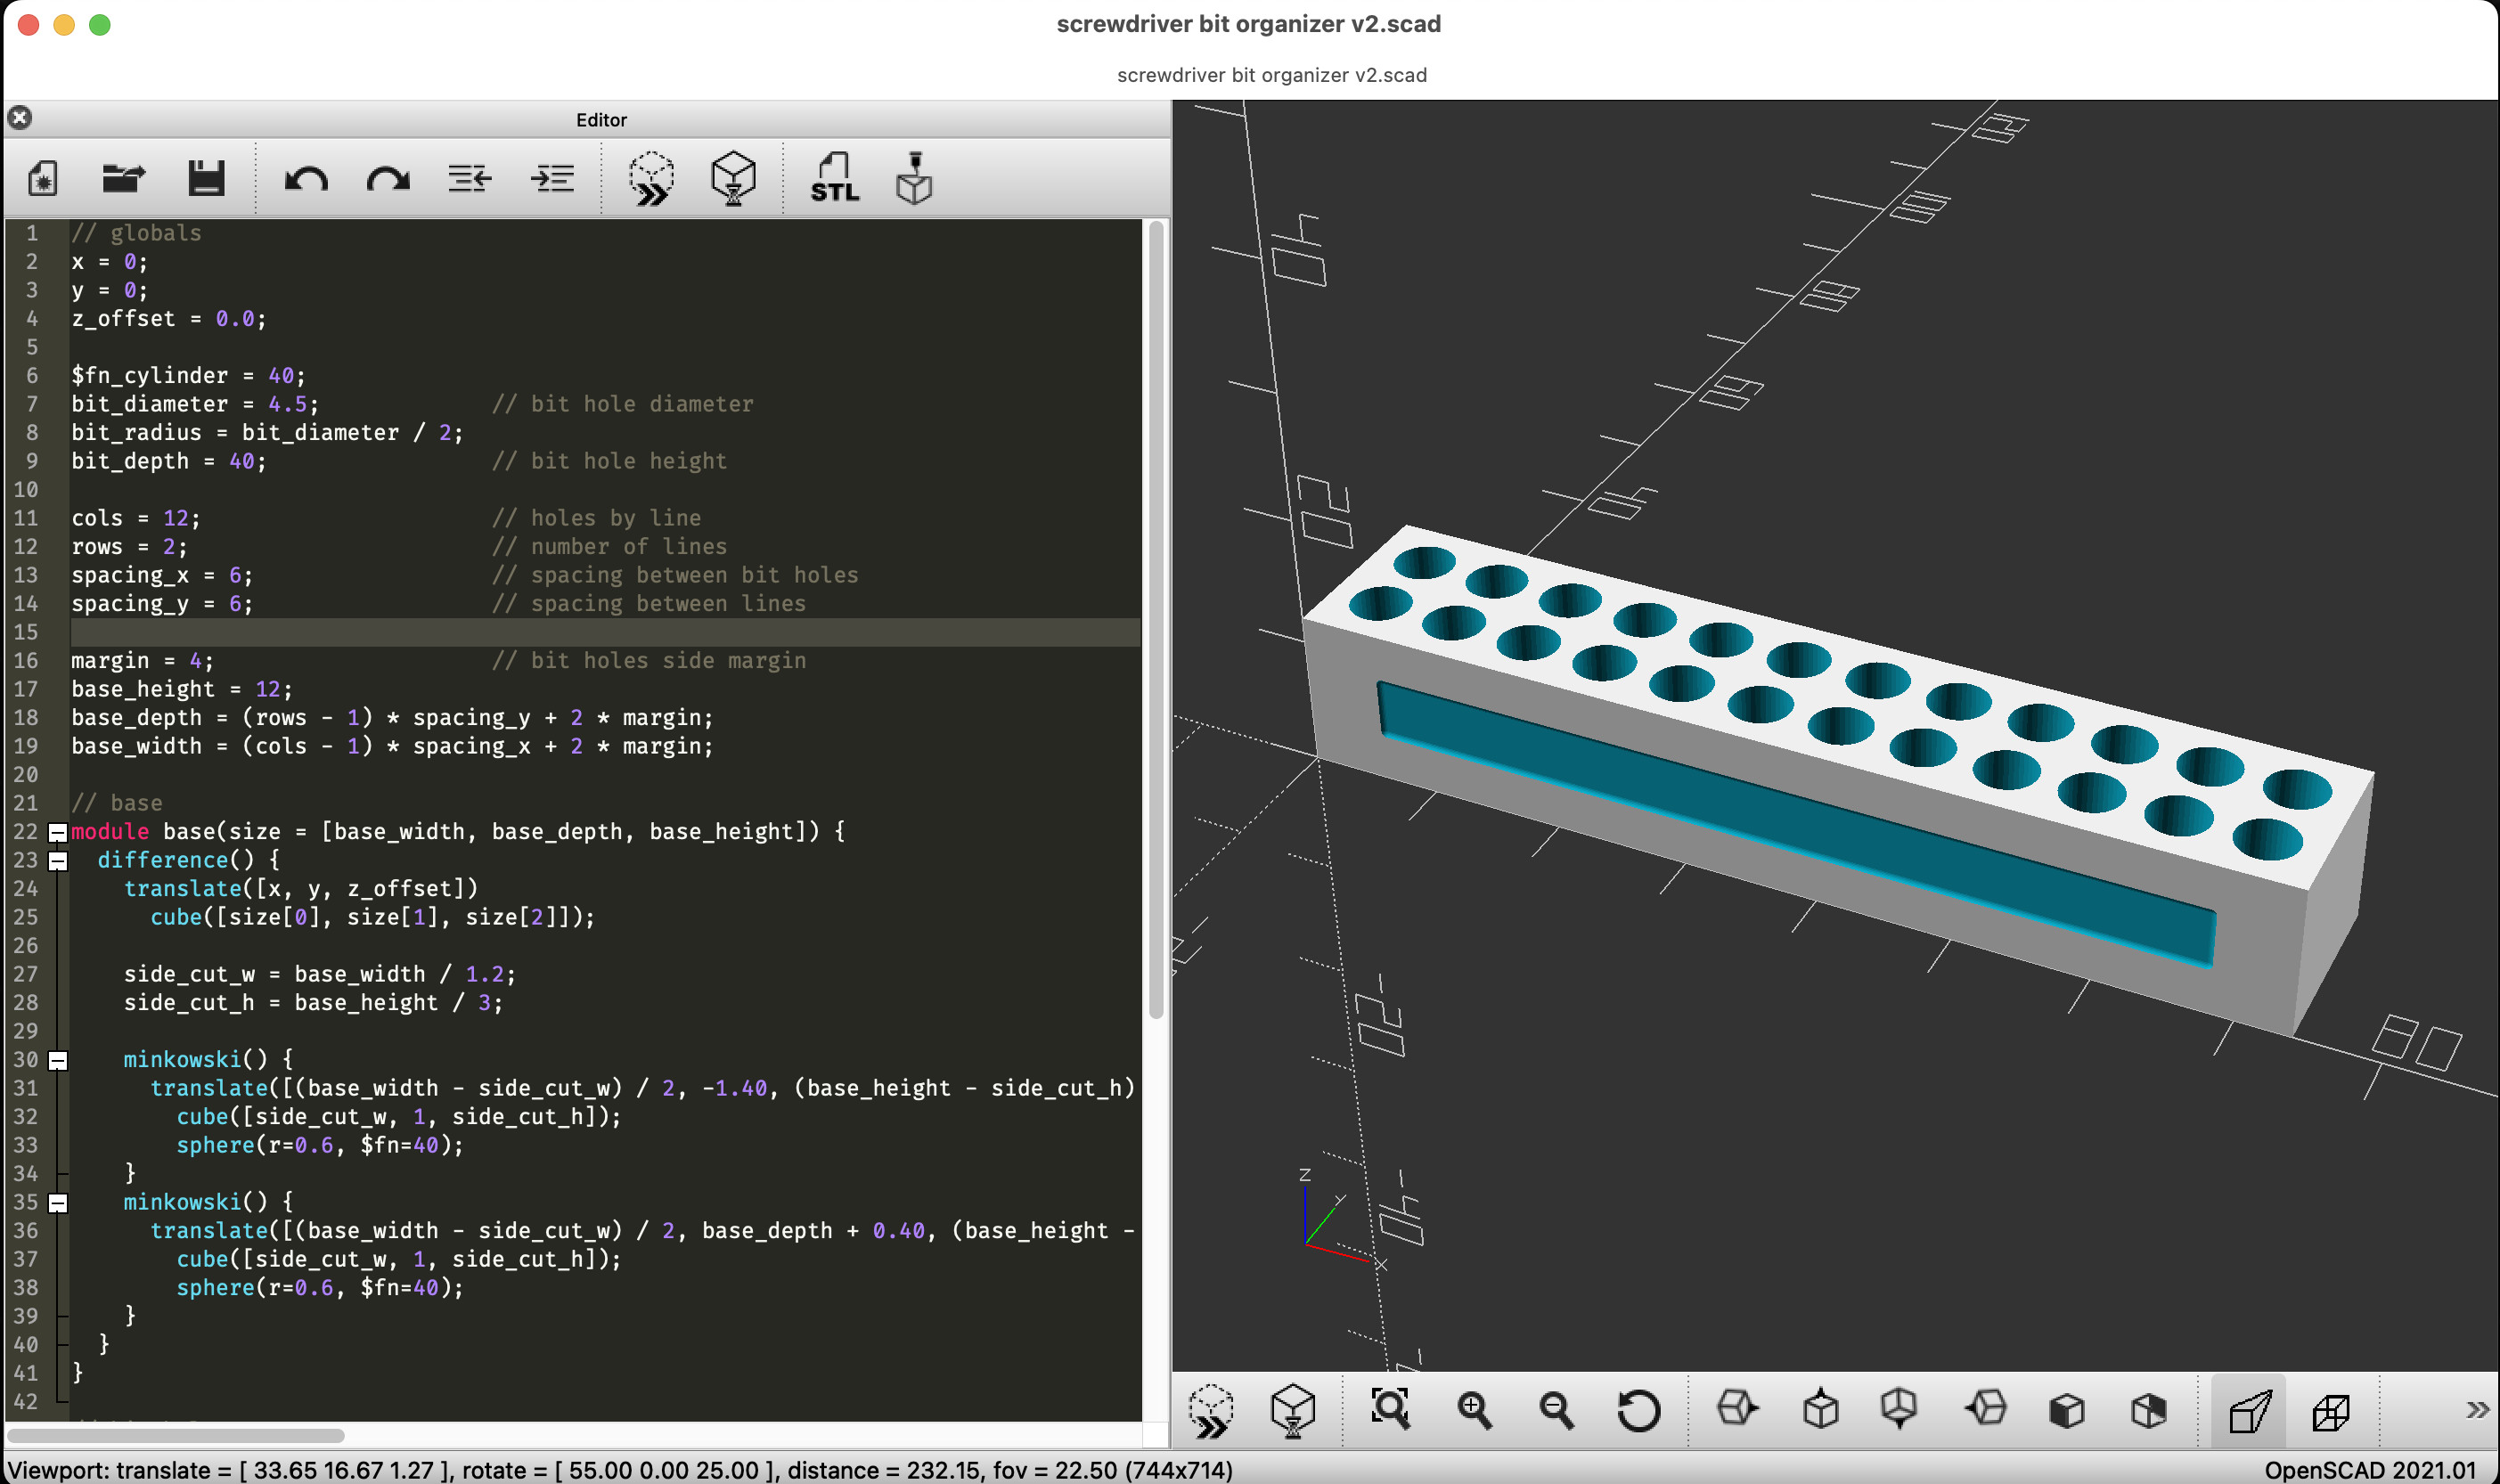 screwdriver bit organizer v2.scad
screwdriver bit organizer v2.scad
Editor
STL
1 // globals
2 x = 0;
3 y = 0;
4 z_offset = 0.0;
5
6 $fn_cylinder = 40;
7 bit_diameter = 4.5; // bit hole diameter
8 bit_radius = bit_diameter / 2;
9 bit_depth = 40; // bit hole height
10
11 cols = 12; // holes by line
12 rows = 2; // number of lines
13 spacing_x = 6; // spacing between bit holes
14 spacing_y = 6; // spacing between lines
15
16 margin = 4; // bit holes side margin
17 base_height = 12;
18 base_depth = (rows - 1) * spacing_y + 2 * margin;
19 base_width = (cols - 1) * spacing_x + 2 * margin;
20
21 // base
22 module base(size = [base_width, base_depth, base_height]) {
23 difference() {
24 translate([x, y, z_offset])
25 cube([size[0], size[1], size[2]]);
26
27 side_cut_w = base_width / 1.2;
28 side_cut_h = base_height / 3;
29
30 minkowski() {
31 translate([(base_width - side_cut_w) / 2, -1.40, (base_height - side_cut_h)
32 cube([side_cut_w, 1, side_cut_h]);
33 sphere(r=0.6, $fn=40);
34 }
35 minkowski() {
36 translate([(base_width - side_cut_w) / 2, base_depth + 0.40, (base_height -
37 cube([side_cut_w, 1, side_cut_h]);
38 sphere(r=0.6, $fn=40);
39 }
40 }
41 }
42
80
Z
Y
X
Viewport: translate = [ 33.65 16.67 1.27 ], rotate = [ 55.00 0.00 25.00 ], distance = 232.15, fov = 22.50 (744x714)
OpenSCAD 2021.01